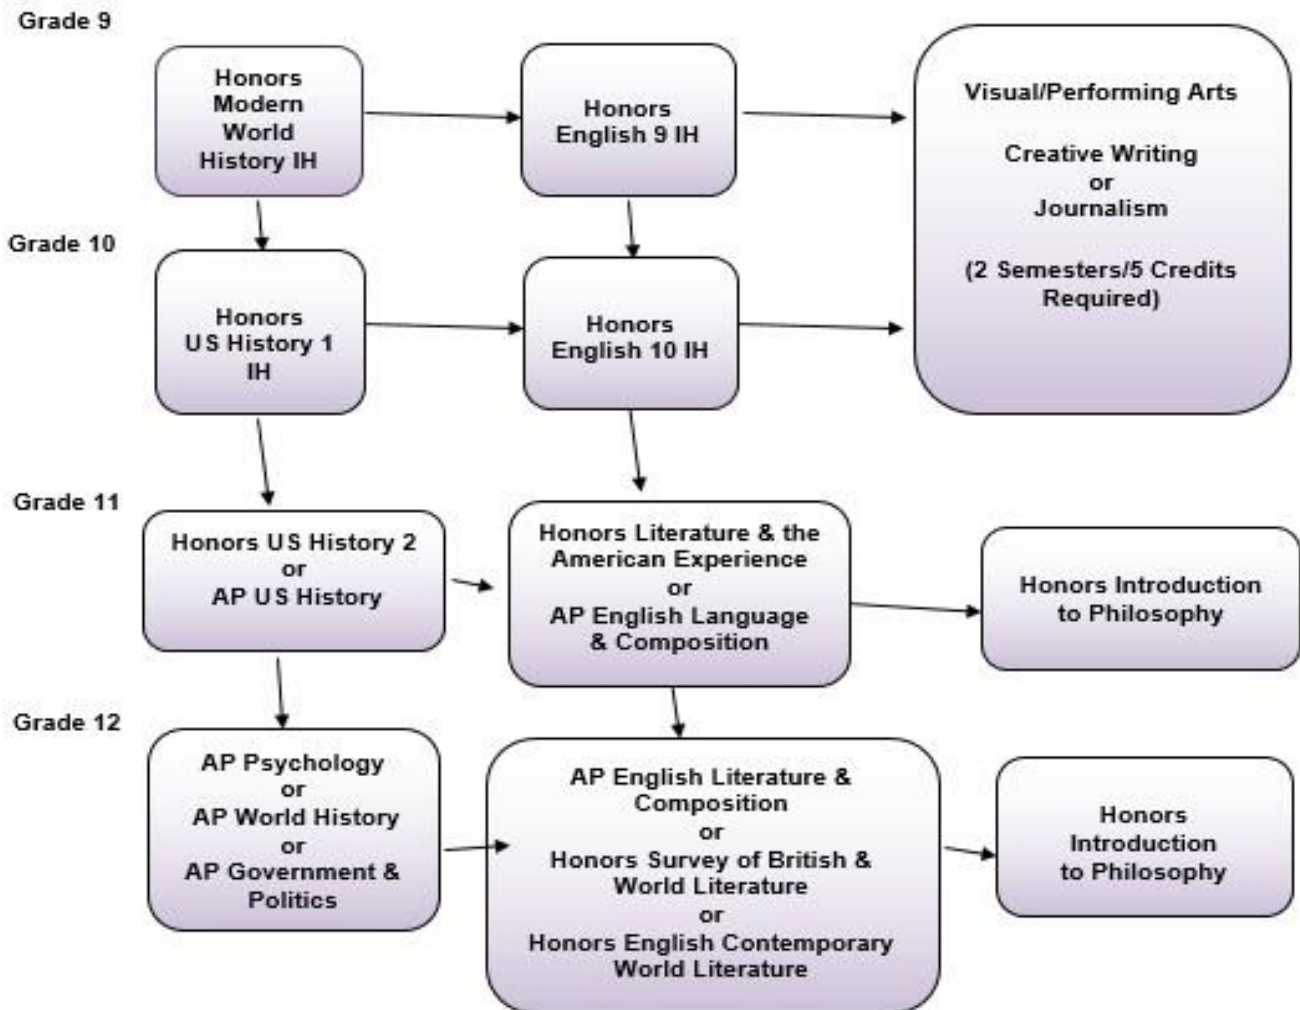 Grade 9
Honors
Modern
World
History IH
Honors
English 9 IH
Visual/Performing Arts
Creative Writing
or
Journalism
(2 Semesters/5 Credits
Required)
Grade 10
Honors
US History 1
IH
Honors
English 10 IH
Grade 11
Honors US History 2
or
AP US History
Honors Literature & the
American Experience
or
AP English Language
& Composition
Honors Introduction
to Philosophy
Grade 12
AP Psychology
or
AP World History
or
AP Government &
Politics
AP English Literature &
Composition
or
Honors Survey of British &
World Literature
or
Honors English Contemporary
World Literature
Honors
Introduction
to Philosophy